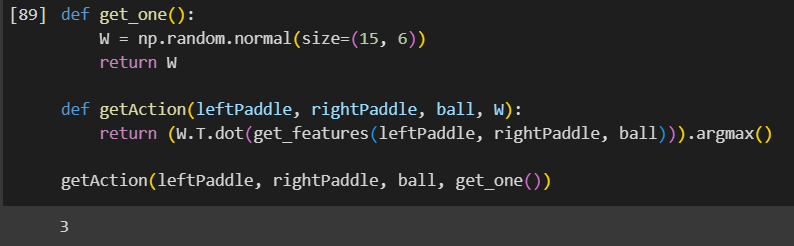 [89] def get_one():
    W = np.random.normal(size=(15, 6))
    return W
def getAction(leftPaddle, rightPaddle, ball, W):
    return (W.T.dot(get_features(leftPaddle, rightPaddle, ball))).argmax()
getAction(leftPaddle, rightPaddle, ball, get_one())
3